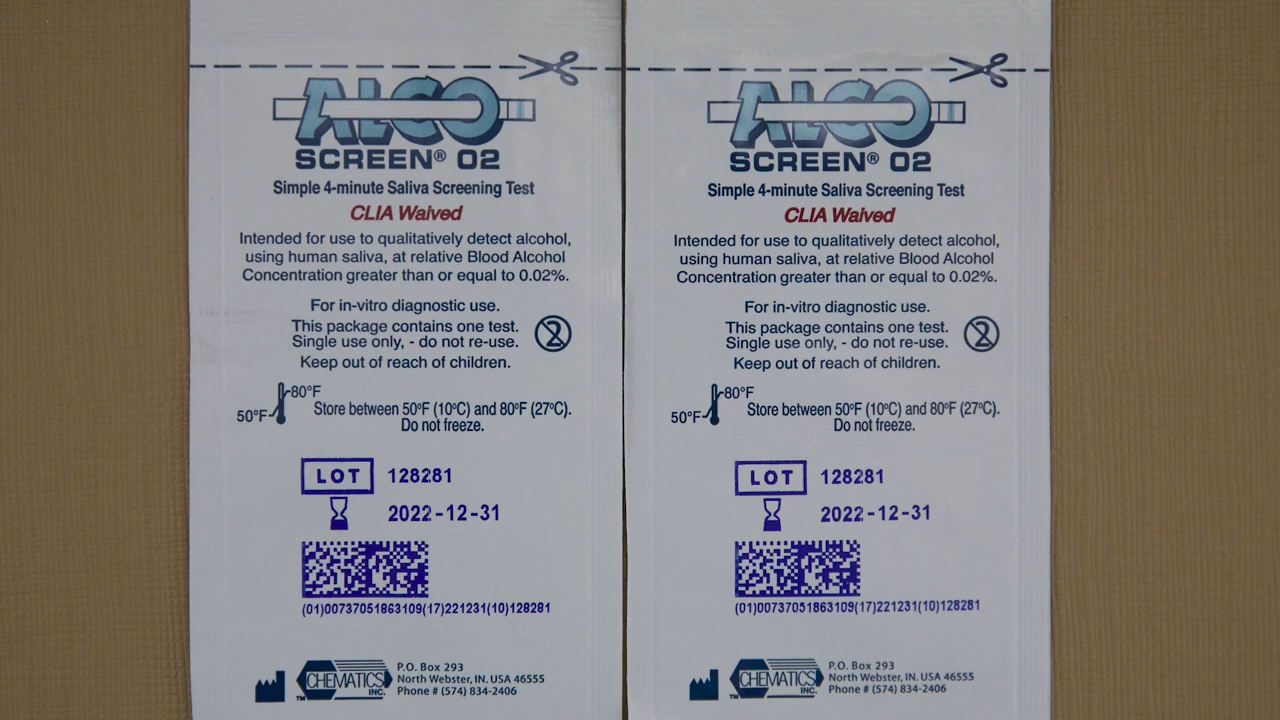 ALCO
SCREEN® 02
Simple 4-minute Saliva Screening Test
CLIA Waived
Intended for use to qualitatively detect alcohol,
using human saliva, at relative Blood Alcohol
Concentration greater than or equal to 0.02%.
For in-vitro diagnostic use.
This package contains one test.
Single use only, - do not re-use.
2
Keep out of reach of children.
80°F
50°F
Store between 50°F (10°C) and 80°F (27°C).
Do not freeze.
LOT 128281
2022-12-31
(01)00737051863109(17)221231(10)128281
CHEMATICS INC.
TM
P.O. Box 293
North Webster, IN. USA 46555
Phone # (574) 834-2406
ALCO
SCREEN® 02
Simple 4-minute Saliva Screening Test
CLIA Waived
Intended for use to qualitatively detect alcohol,
using human saliva, at relative Blood Alcohol
Concentration greater than or equal to 0.02%.
For in-vitro diagnostic use.
This package contains one test.
Single use only, - do not re-use.
2
Keep out of reach of children.
80°F
50°F
Store between 50°F (10°C) and 80°F (27°C).
Do not freeze.
LOT 128281
2022-12-31
(01)00737051863109(17)221231(10)128281
CHEMATICS INC.
TM
P.O. Box 293
North Webster, IN. USA 46555
Phone # (574) 834-2406